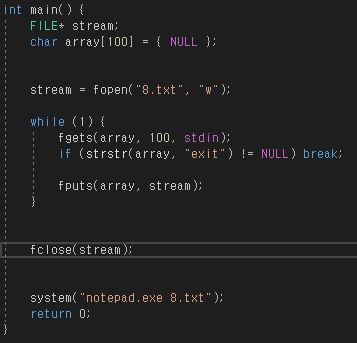 int main() {
FILE* stream;
char array[100] = { NULL };
stream = fopen("8.txt", "w");
while (1) {
fgets(array, 100, stdin);
if (strstr(array, "exit") != NULL) break;
fputs(array, stream);
}
fclose(stream);
system("notepad.exe 8.txt");
return 0;
}